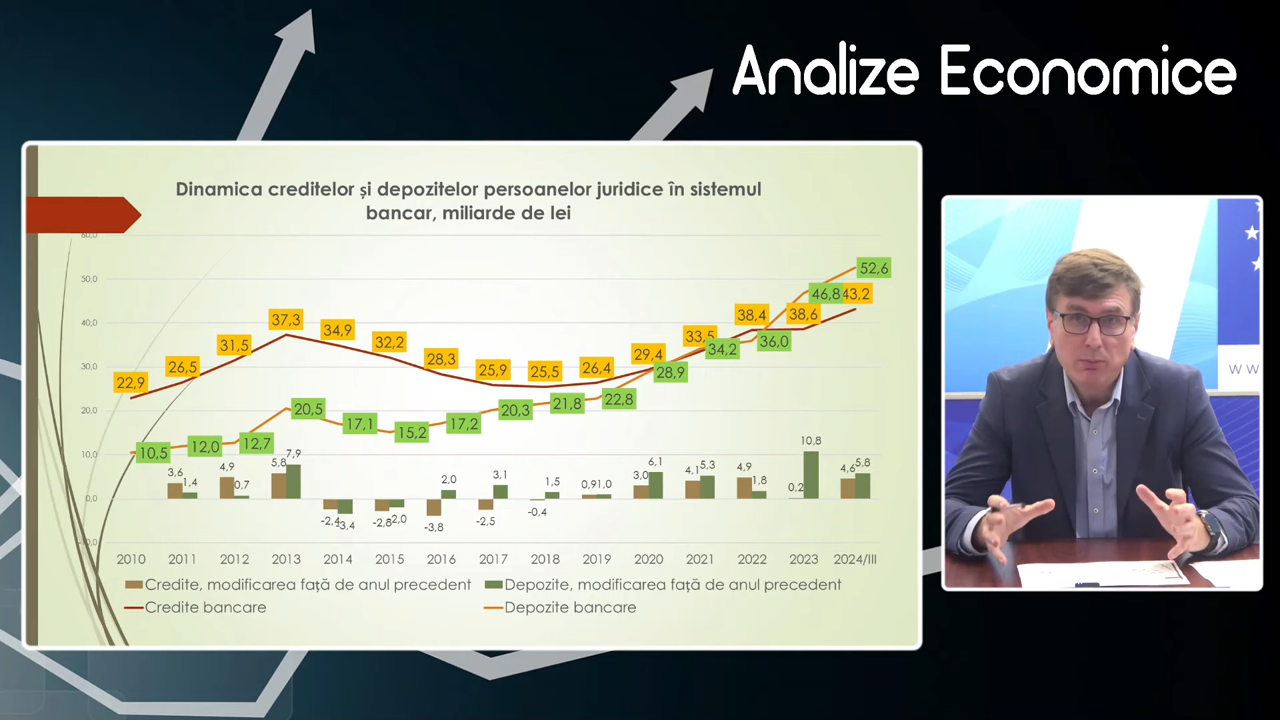 Analize Economice
Dinamica creditelor și depozitelor persoanelor juridice în sistemul
bancar, miliarde de lei
60,0
50,0
40,0
30,0
20,0
10,0
0,0
22,9 26,5 31,5 37,3 34,9 32,2 28,3 25,9 25,5 26,4 29,4 33,5 38,4 38,6 43,2
10,5 12,0 12,7 20,5 17,1 15,2 17,2 20,3 21,8 22,8 28,9 34,2 36,0 46,8 52,6
3,6 4,9 5,8 -2,4 -2,8 -3,8 -2,5 -0,4 0,9 3,0 4,1 4,9 0,2 4,6
1,4 0,7 7,9 -3,4 -2,0 2,0 3,1 1,5 1,0 6,1 5,3 1,8 10,8 5,8
2010 2011 2012 2013 2014 2015 2016 2017 2018 2019 2020 2021 2022 2023 2024/III
Credite, modificarea față de anul precedent Depozite, modificarea față de anul precedent
Credite bancare Depozite bancare
W W